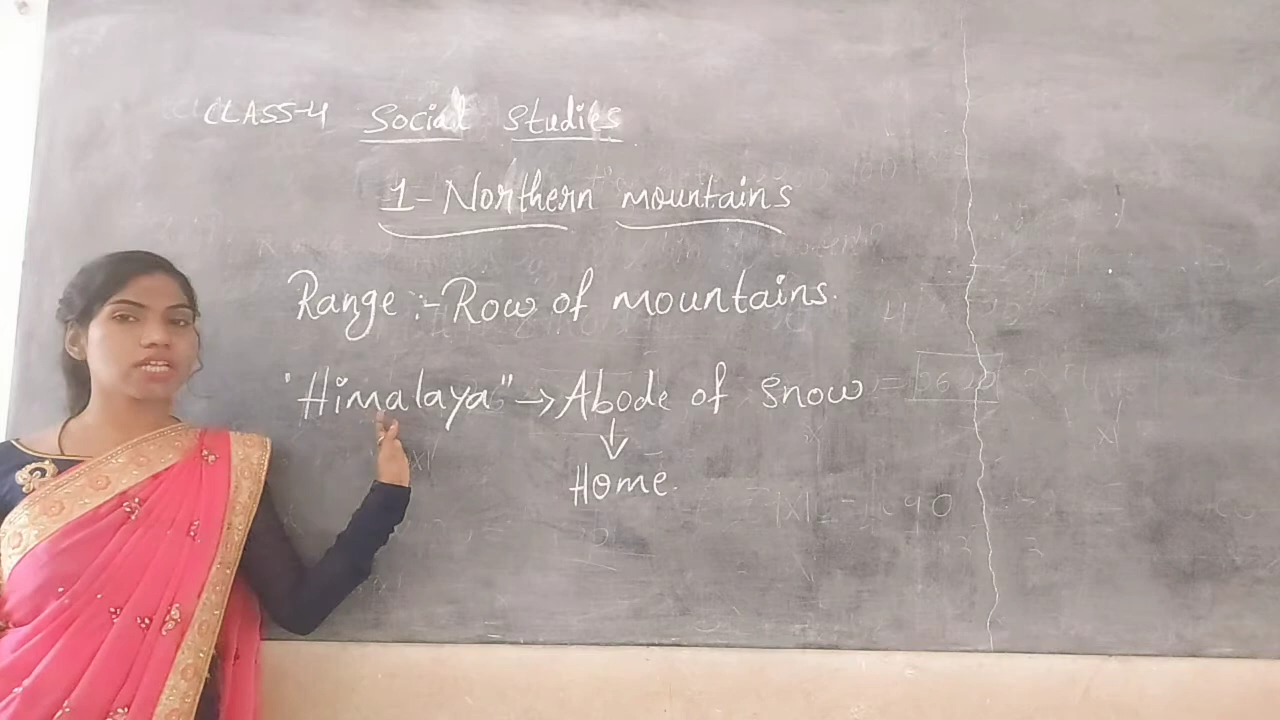 CLASS-4 Social Studies
1- Northern mountains
Range :- Row of mountains.
"Himalaya" → Abode of snow
↓
Home.